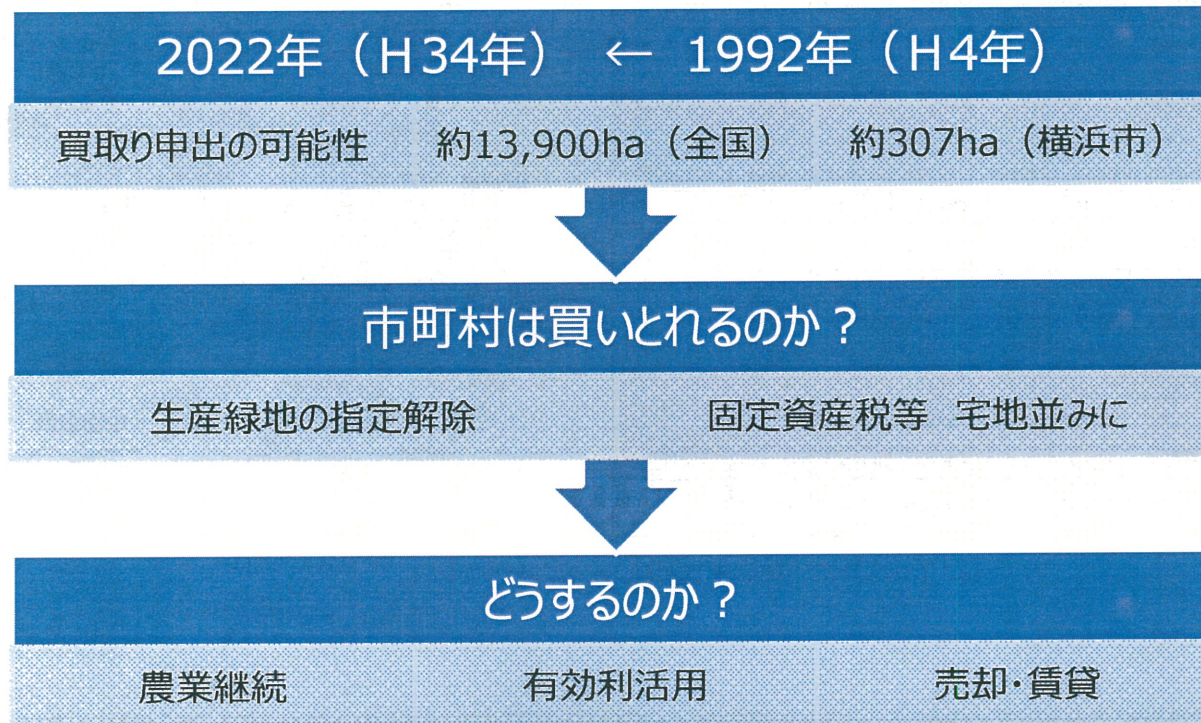 2022年（H34年） ← 1992年（H4年）
買取り申出の可能性 約13,900ha（全国） 約307ha（横浜市）
市町村は買いとれるのか？
生産緑地の指定解除 固定資産税等 宅地並みに
どうするのか？
農業継続 有効利活用 売却･賃貸